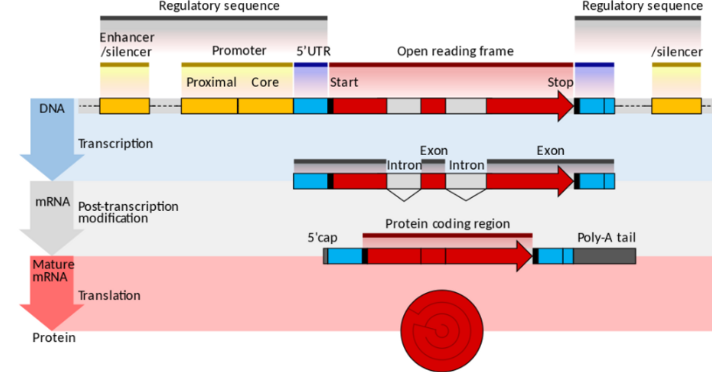 Regulatory sequence
Regulatory sequence
Enhancer
/silencer
Promoter
5'UTR
Open reading frame
/silencer
Proximal
Core
Start
Stop
DNA
Transcription
Exon
Exon
Intron
Intron
mRNA
Post-transcription
modification
Protein coding region
5'cap
Poly-A tail
Mature
mRNA
Translation
Protein